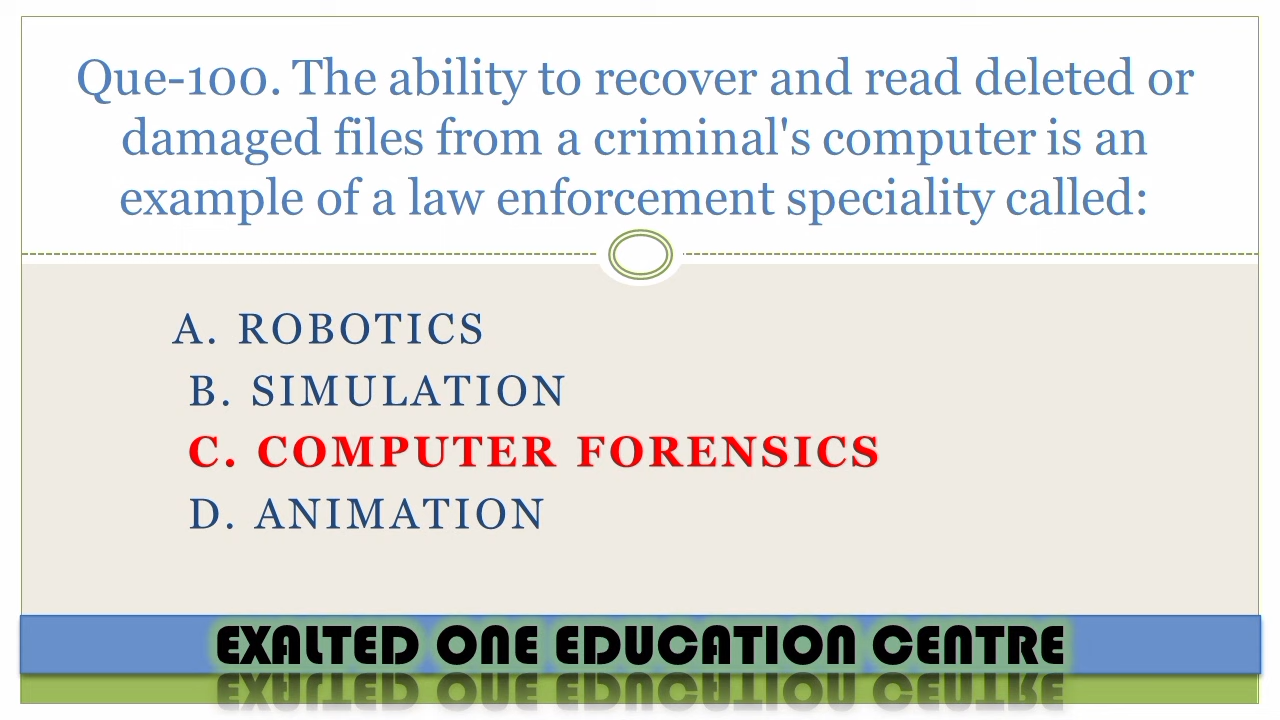 Que-100. The ability to recover and read deleted or
damaged files from a criminal's computer is an
example of a law enforcement speciality called:
A. ROBOTICS
B. SIMULATION
C. COMPUTER FORENSICS
D. ANIMATION
EXALTED ONE EDUCATION CENTRE